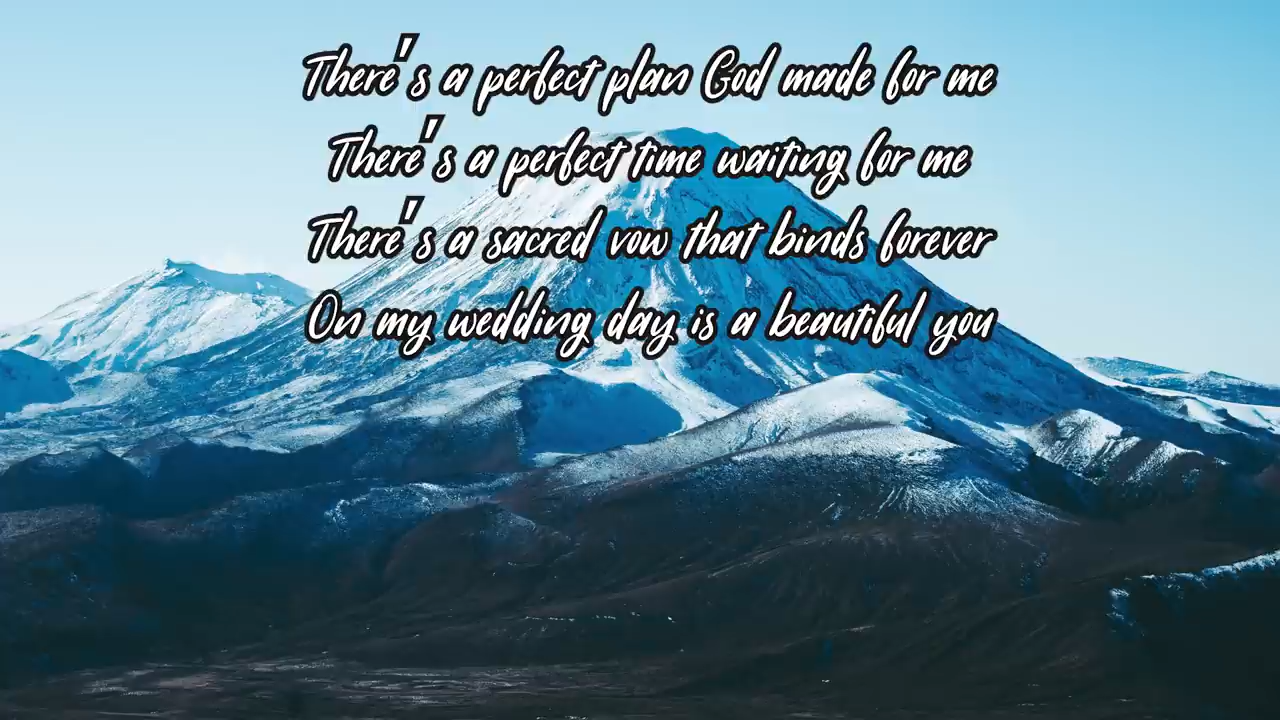 There's a perfect plan God made for me
There's a perfect time waiting for me
There's a sacred vow that binds forever
On my wedding day is a beautiful you